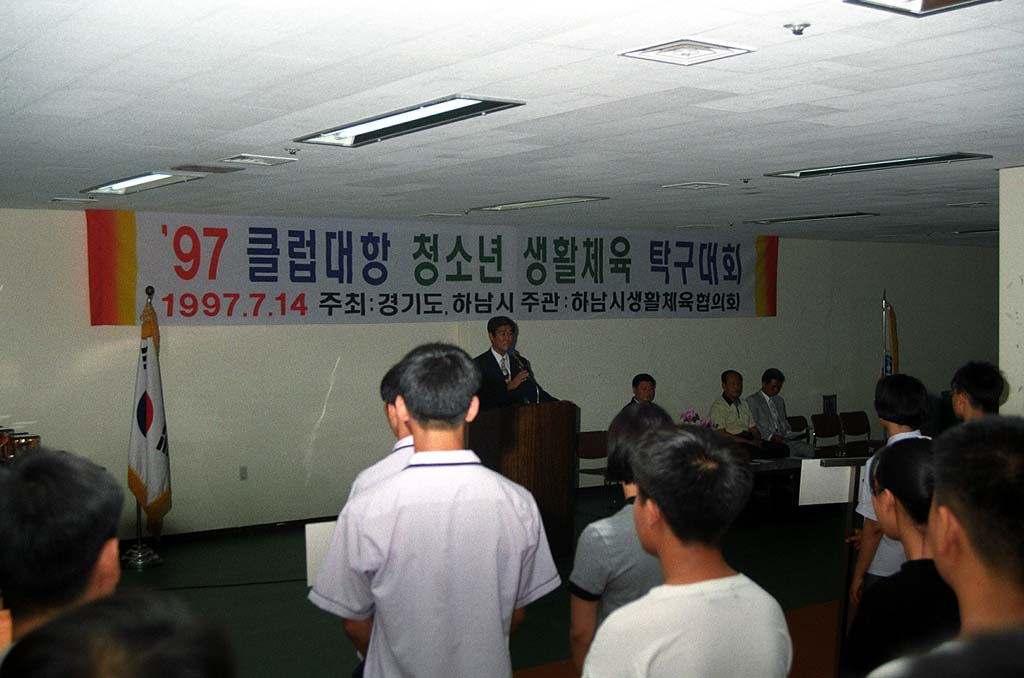 '97 클럽대항 청소년 생활체육 탁구대회
1997.7.14 주최:경기도,하남시 주관:하남시생활체육협의회